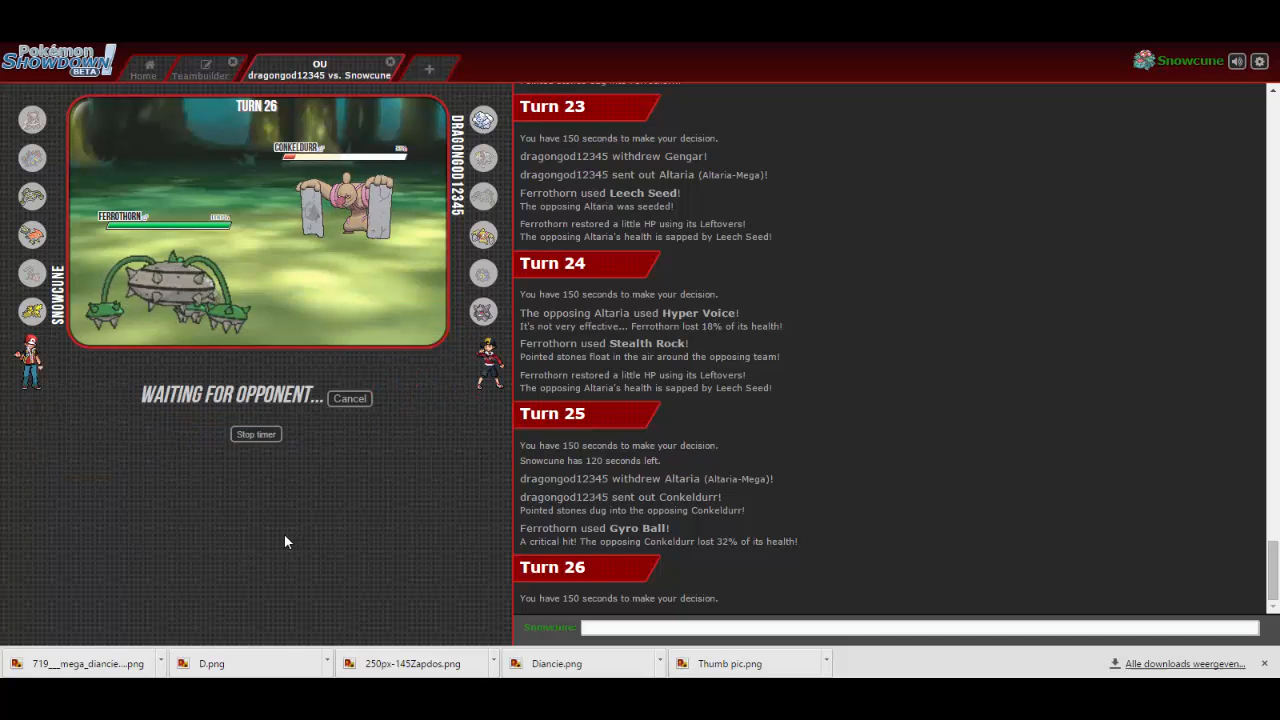 Pokémon
SHOWDOWN!
BETA
Home
Teambuilder
OU
dragongod12345 vs. Snowcune
Snowcune
TURN 26
CONKELDURR
FERROTHORN
DRAGONGOD12345
SNOWCUNE
WAITING FOR OPPONENT...
Cancel
Stop timer
Turn 23
You have 150 seconds to make your decision.
dragongod12345 withdrew Gengar!
dragongod12345 sent out Altaria (Altaria-Mega)!
Ferrothorn used Leech Seed!
The opposing Altaria was seeded!
Ferrothorn restored a little HP using its Leftovers!
The opposing Altaria's health is sapped by Leech Seed!
Turn 24
You have 150 seconds to make your decision.
The opposing Altaria used Hyper Voice!
It's not very effective... Ferrothorn lost 18% of its health!
Ferrothorn used Stealth Rock!
Pointed stones float in the air around the opposing team!
Ferrothorn restored a little HP using its Leftovers!
The opposing Altaria's health is sapped by Leech Seed!
Turn 25
You have 150 seconds to make your decision.
Snowcune has 120 seconds left.
dragongod12345 withdrew Altaria (Altaria-Mega)!
dragongod12345 sent out Conkeldurr!
Pointed stones dug into the opposing Conkeldurr!
Ferrothorn used Gyro Ball!
A critical hit! The opposing Conkeldurr lost 32% of its health!
Turn 26
You have 150 seconds to make your decision.
Snowcune:
719__mega_diancie....png
D.png
250px-145Zapdos.png
Diancie.png
Thumb pic.png
Alle downloads weergeven...